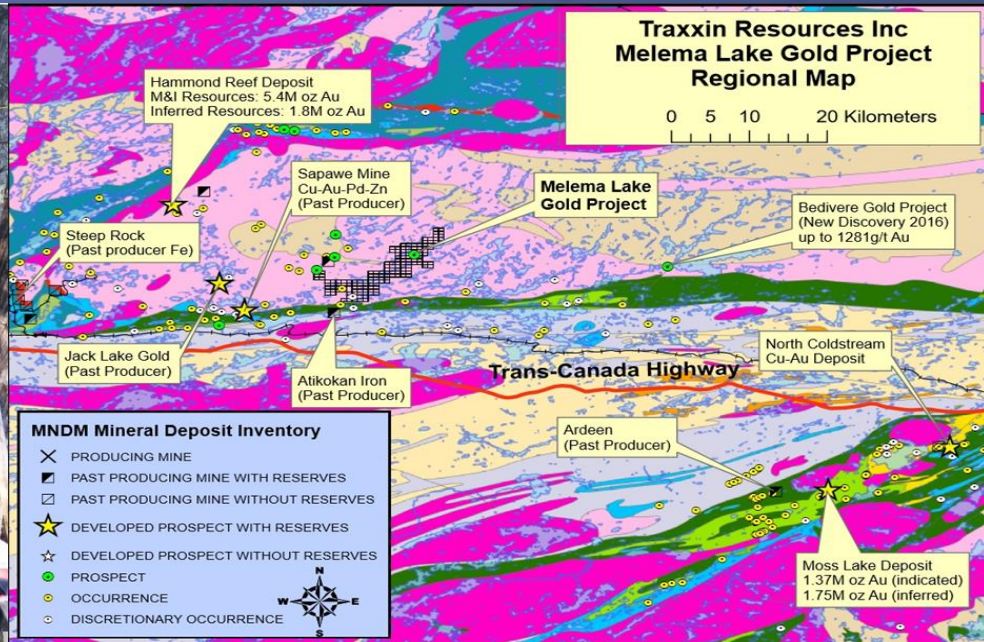 Traxxin Resources Inc
Melema Lake Gold Project
Regional Map
0 5 10 20 Kilometers
Hammond Reef Deposit
M&I Resources: 5.4M oz Au
Inferred Resources: 1.8M oz Au
Sapawe Mine
Cu-Au-Pd-Zn
(Past Producer)
Melema Lake
Gold Project
Bedivere Gold Project
(New Discovery 2016)
up to 1281g/t Au
Steep Rock
(Past producer Fe)
Jack Lake Gold
(Past Producer)
Atikokan Iron
(Past Producer)
North Coldstream
Cu-Au Deposit
Trans-Canada Highway
Ardeen
(Past Producer)
Moss Lake Deposit
1.37M oz Au (indicated)
1.75M oz Au (inferred)
MNDM Mineral Deposit Inventory
PRODUCING MINE
PAST PRODUCING MINE WITH RESERVES
PAST PRODUCING MINE WITHOUT RESERVES
DEVELOPED PROSPECT WITH RESERVES
DEVELOPED PROSPECT WITHOUT RESERVES
PROSPECT
OCCURRENCE
DISCRETIONARY OCCURRENCE
N
W E
S